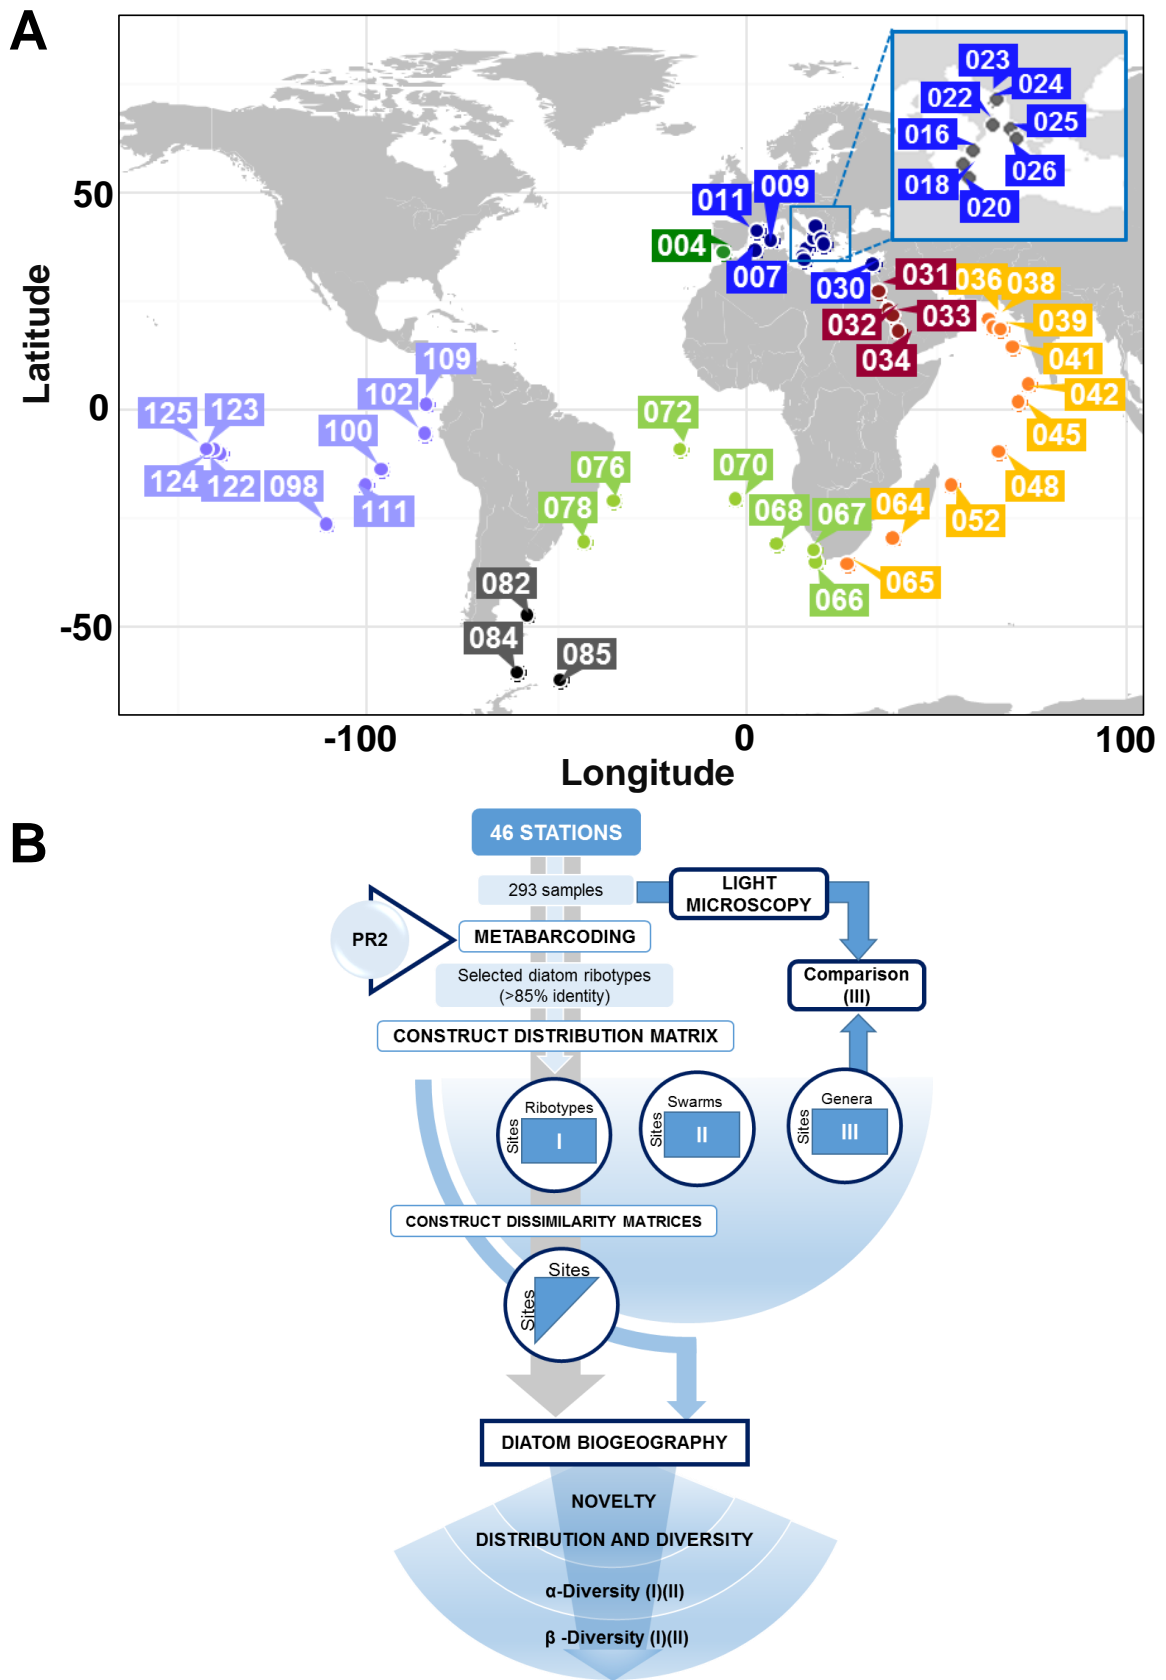 A
023
024
022
025
016
026
018
020
50
011
009
004
007
030
031
036
038
032
033
039
034
041
109
042
102
0
125
123
072
045
100
124
122
098
111
076
070
048
078
068
067
064
052
066
065
082
084
085
-50
Latitude
-100
0
100
Longitude
B
46 STATIONS
293 samples
LIGHT
MICROSCOPY
PR2
METABARCODING
Selected diatom ribotypes
(>85% identity)
Comparison
(III)
CONSTRUCT DISTRIBUTION MATRIX
Ribotypes
Sites
I
Swarms
Sites
II
Genera
Sites
III
CONSTRUCT DISSIMILARITY MATRICES
Sites
Sites
DIATOM BIOGEOGRAPHY
NOVELTY
DISTRIBUTION AND DIVERSITY
α-Diversity (I)(II)
β -Diversity (I)(II)